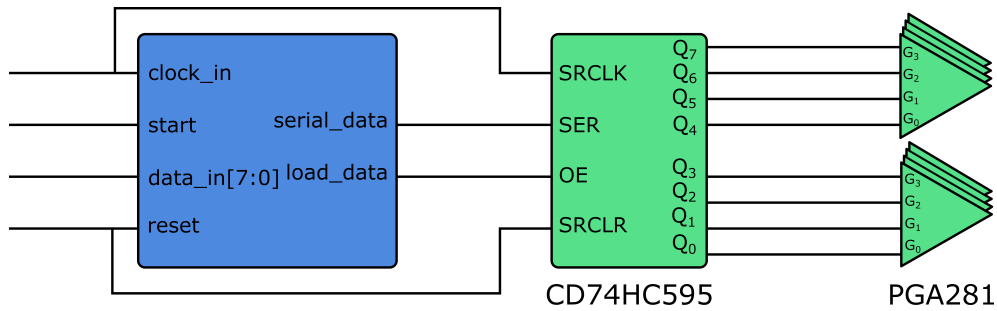 clock_in
start
data_in[7:0]
reset
serial_data
load_data
SRCLK
SER
OE
SRCLR
Q7
Q6
Q5
Q4
Q3
Q2
Q1
Q0
CD74HC595
G3
G2
G1
G0
G3
G2
G1
G0
PGA281